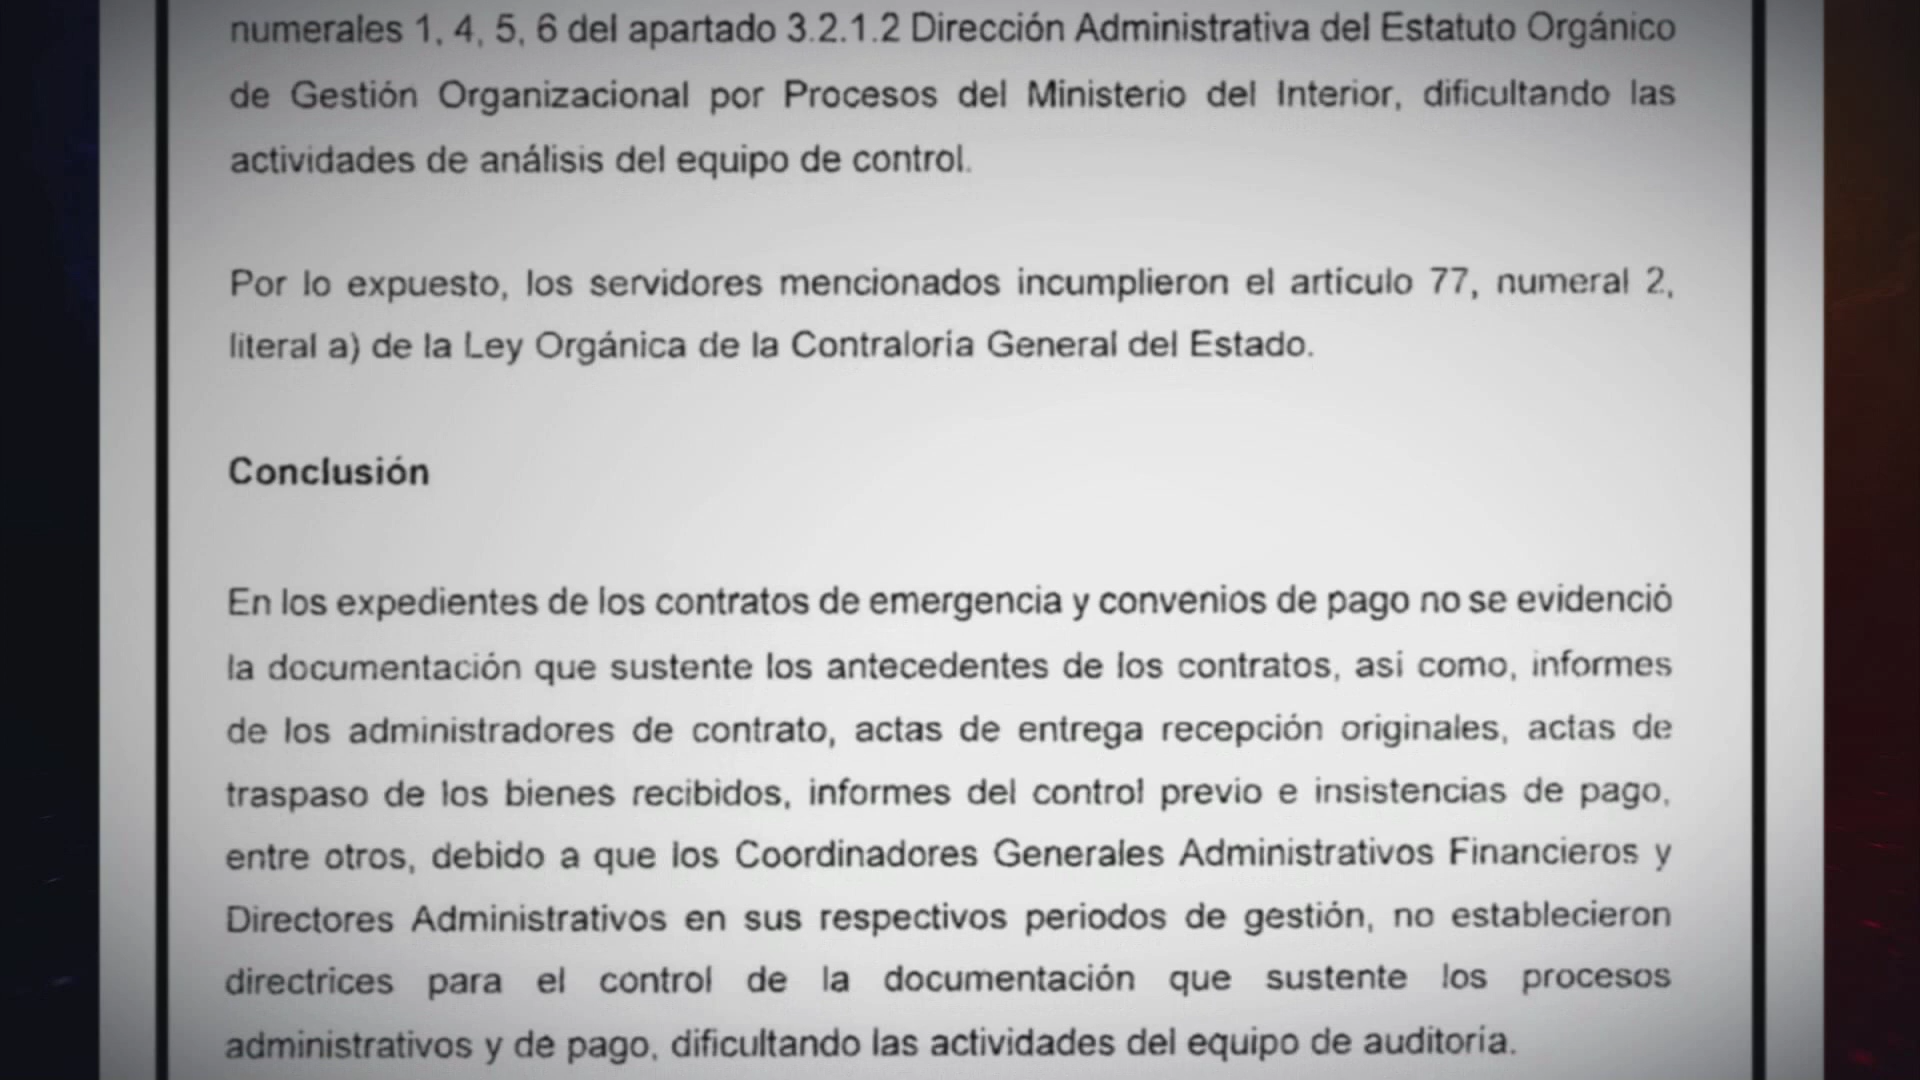 numerales 1, 4, 5, 6 del apartado 3.2.1.2 Dirección Administrativa del Estatuto Orgánico
de Gestión Organizacional por Procesos del Ministerio del Interior, dificultando las
actividades de análisis del equipo de control.
Por lo expuesto, los servidores mencionados incumplieron el artículo 77, numeral 2,
literal a) de la Ley Orgánica de la Contraloría General del Estado.
Conclusión
En los expedientes de los contratos de emergencia y convenios de pago no se evidenció
la documentación que sustente los antecedentes de los contratos, así como, informes
de los administradores de contrato, actas de entrega recepción originales, actas de
traspaso de los bienes recibidos, informes del control previo e insistencias de pago,
entre otros, debido a que los Coordinadores Generales Administrativos Financieros y
Directores Administrativos en sus respectivos periodos de gestión, no establecieron
directrices para el control de la documentación que sustente los procesos
administrativos y de pago, dificultando las actividades del equipo de auditoría.